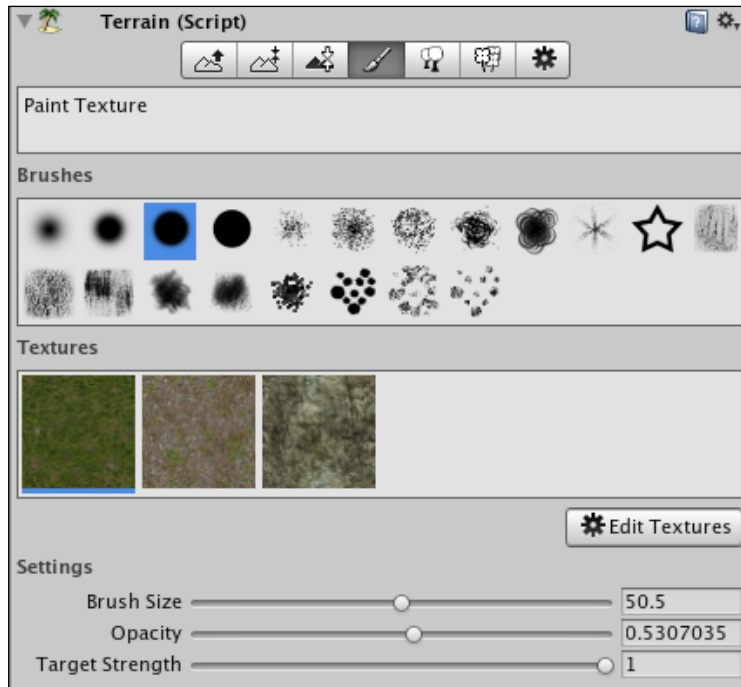 Terrain (Script)
Paint Texture
Brushes
Textures
Edit Textures
Settings
Brush Size 50.5
Opacity 0.5307035
Target Strength 1